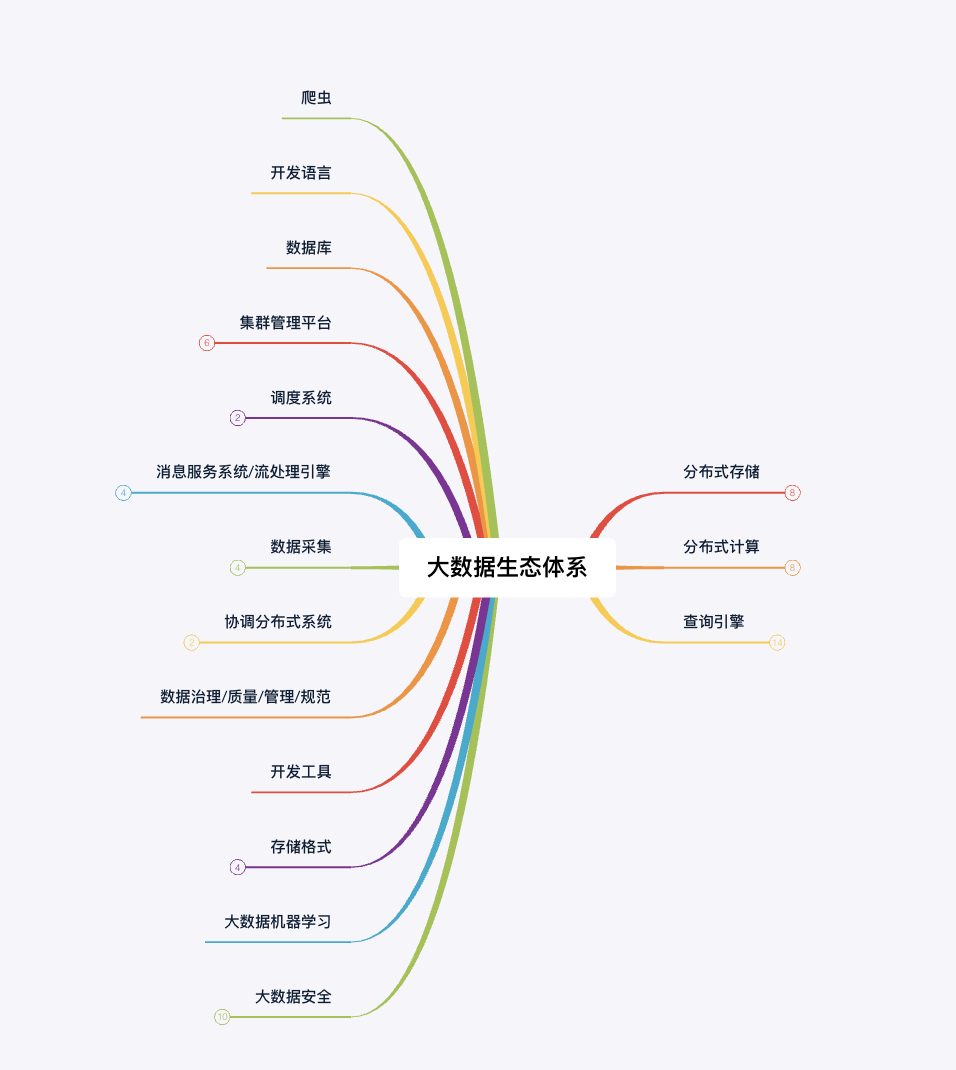 爬虫
开发语言
数据库
集群管理平台
6
调度系统
2
消息服务系统/流处理引擎
4
数据采集
4
协调分布式系统
2
数据治理/质量/管理/规范
开发工具
存储格式
4
大数据机器学习
大数据安全
10
大数据生态体系
分布式存储
8
分布式计算
8
查询引擎
14